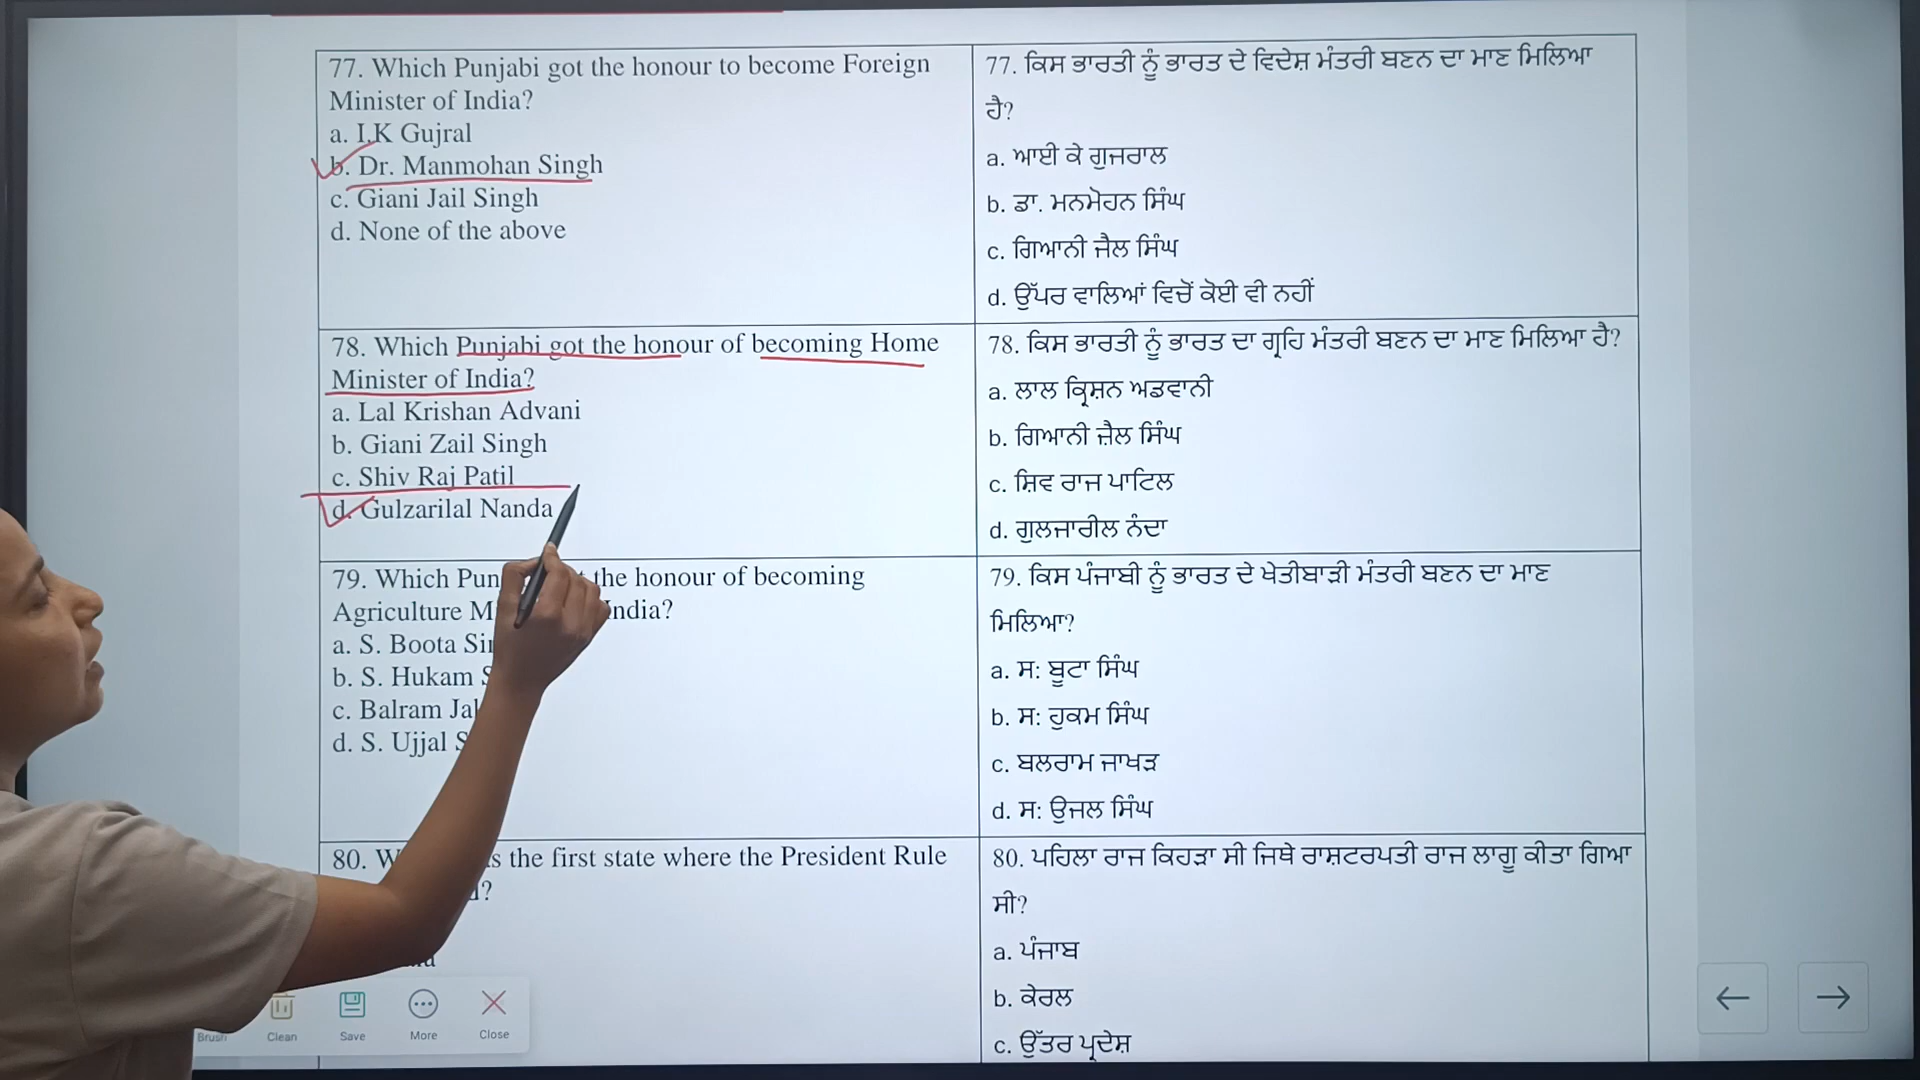 77. Which Punjabi got the honour to become Foreign
Minister of India?
a. I.K Gujral
b. Dr. Manmohan Singh
c. Giani Jail Singh
d. None of the above
77. ਕਿਸ ਭਾਰਤੀ ਨੂੰ ਭਾਰਤ ਦੇ ਵਿਦੇਸ਼ ਮੰਤਰੀ ਬਣਨ ਦਾ ਮਾਣ ਮਿਲਿਆ
ਹੈ?
a. ਆਈ ਕੇ ਗੁਜਰਾਲ
b. ਡਾ. ਮਨਮੋਹਨ ਸਿੰਘ
c. ਗਿਆਨੀ ਜੈਲ ਸਿੰਘ
d. ਉੱਪਰ ਵਾਲਿਆਂ ਵਿਚੋਂ ਕੋਈ ਵੀ ਨਹੀਂ
78. Which Punjabi got the honour of becoming Home
Minister of India?
a. Lal Krishan Advani
b. Giani Zail Singh
c. Shiv Raj Patil
d. Gulzarilal Nanda
78. ਕਿਸ ਭਾਰਤੀ ਨੂੰ ਭਾਰਤ ਦਾ ਗ੍ਰਹਿ ਮੰਤਰੀ ਬਣਨ ਦਾ ਮਾਣ ਮਿਲਿਆ ਹੈ?
a. ਲਾਲ ਕ੍ਰਿਸ਼ਨ ਅਡਵਾਨੀ
b. ਗਿਆਨੀ ਜ਼ੈਲ ਸਿੰਘ
c. ਸ਼ਿਵ ਰਾਜ ਪਾਟਿਲ
d. ਗੁਲਜਾਰੀਲ ਨੰਦਾ
79. Which the honour of becoming
Agriculture India?
a. S. Boota
b. S. Hukam
c. Balram
d. S. Ujjal
79. ਕਿਸ ਪੰਜਾਬੀ ਨੂੰ ਭਾਰਤ ਦੇ ਖੇਤੀਬਾੜੀ ਮੰਤਰੀ ਬਣਨ ਦਾ ਮਾਣ
ਮਿਲਿਆ?
a. ਸ: ਬੂਟਾ ਸਿੰਘ
b. ਸ: ਹੁਕਮ ਸਿੰਘ
c. ਬਲਰਾਮ ਜਾਖੜ
d. ਸ: ਉਜਲ ਸਿੰਘ
80. the first state where the President Rule
80. ਪਹਿਲਾ ਰਾਜ ਕਿਹੜਾ ਸੀ ਜਿਥੇ ਰਾਸ਼ਟਰਪਤੀ ਰਾਜ ਲਾਗੂ ਕੀਤਾ ਗਿਆ
ਸੀ?
a. ਪੰਜਾਬ
b. ਕੇਰਲ
c. ਉੱਤਰ ਪ੍ਰਦੇਸ਼
Brush
Clean
Save
More
Close